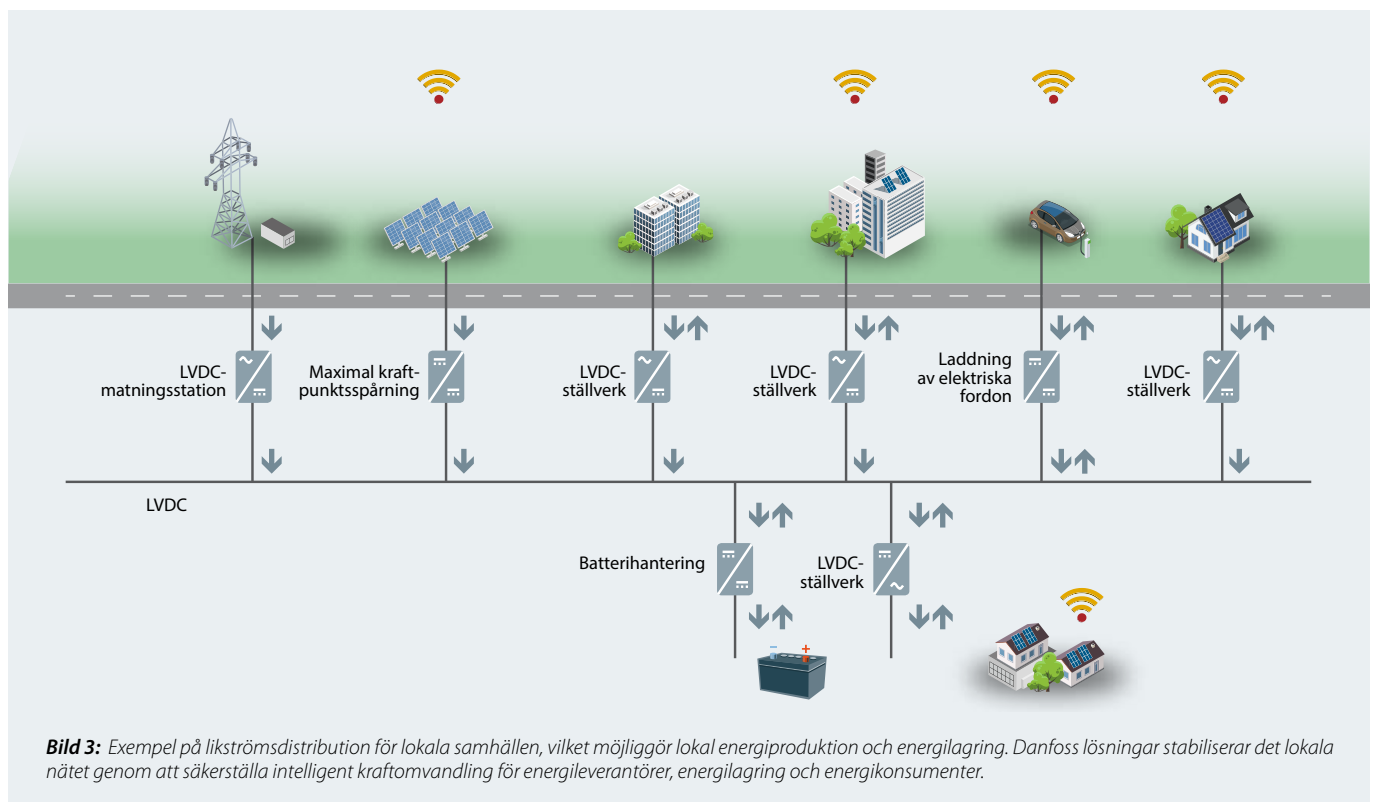 LVDC-
matningsstation
Maximal kraft-
punktsspårning
LVDC-
ställverk
LVDC-
ställverk
Laddning
av elektriska
fordon
LVDC-
ställverk
LVDC
Batterihantering
LVDC-
ställverk
Bild 3: Exempel på likströmsdistribution för lokala samhällen, vilket möjliggör lokal energiproduktion och energilagring. Danfoss lösningar stabiliserar det lokala
nätet genom att säkerställa intelligent kraftomvandling för energileverantörer, energilagring och energikonsumenter.